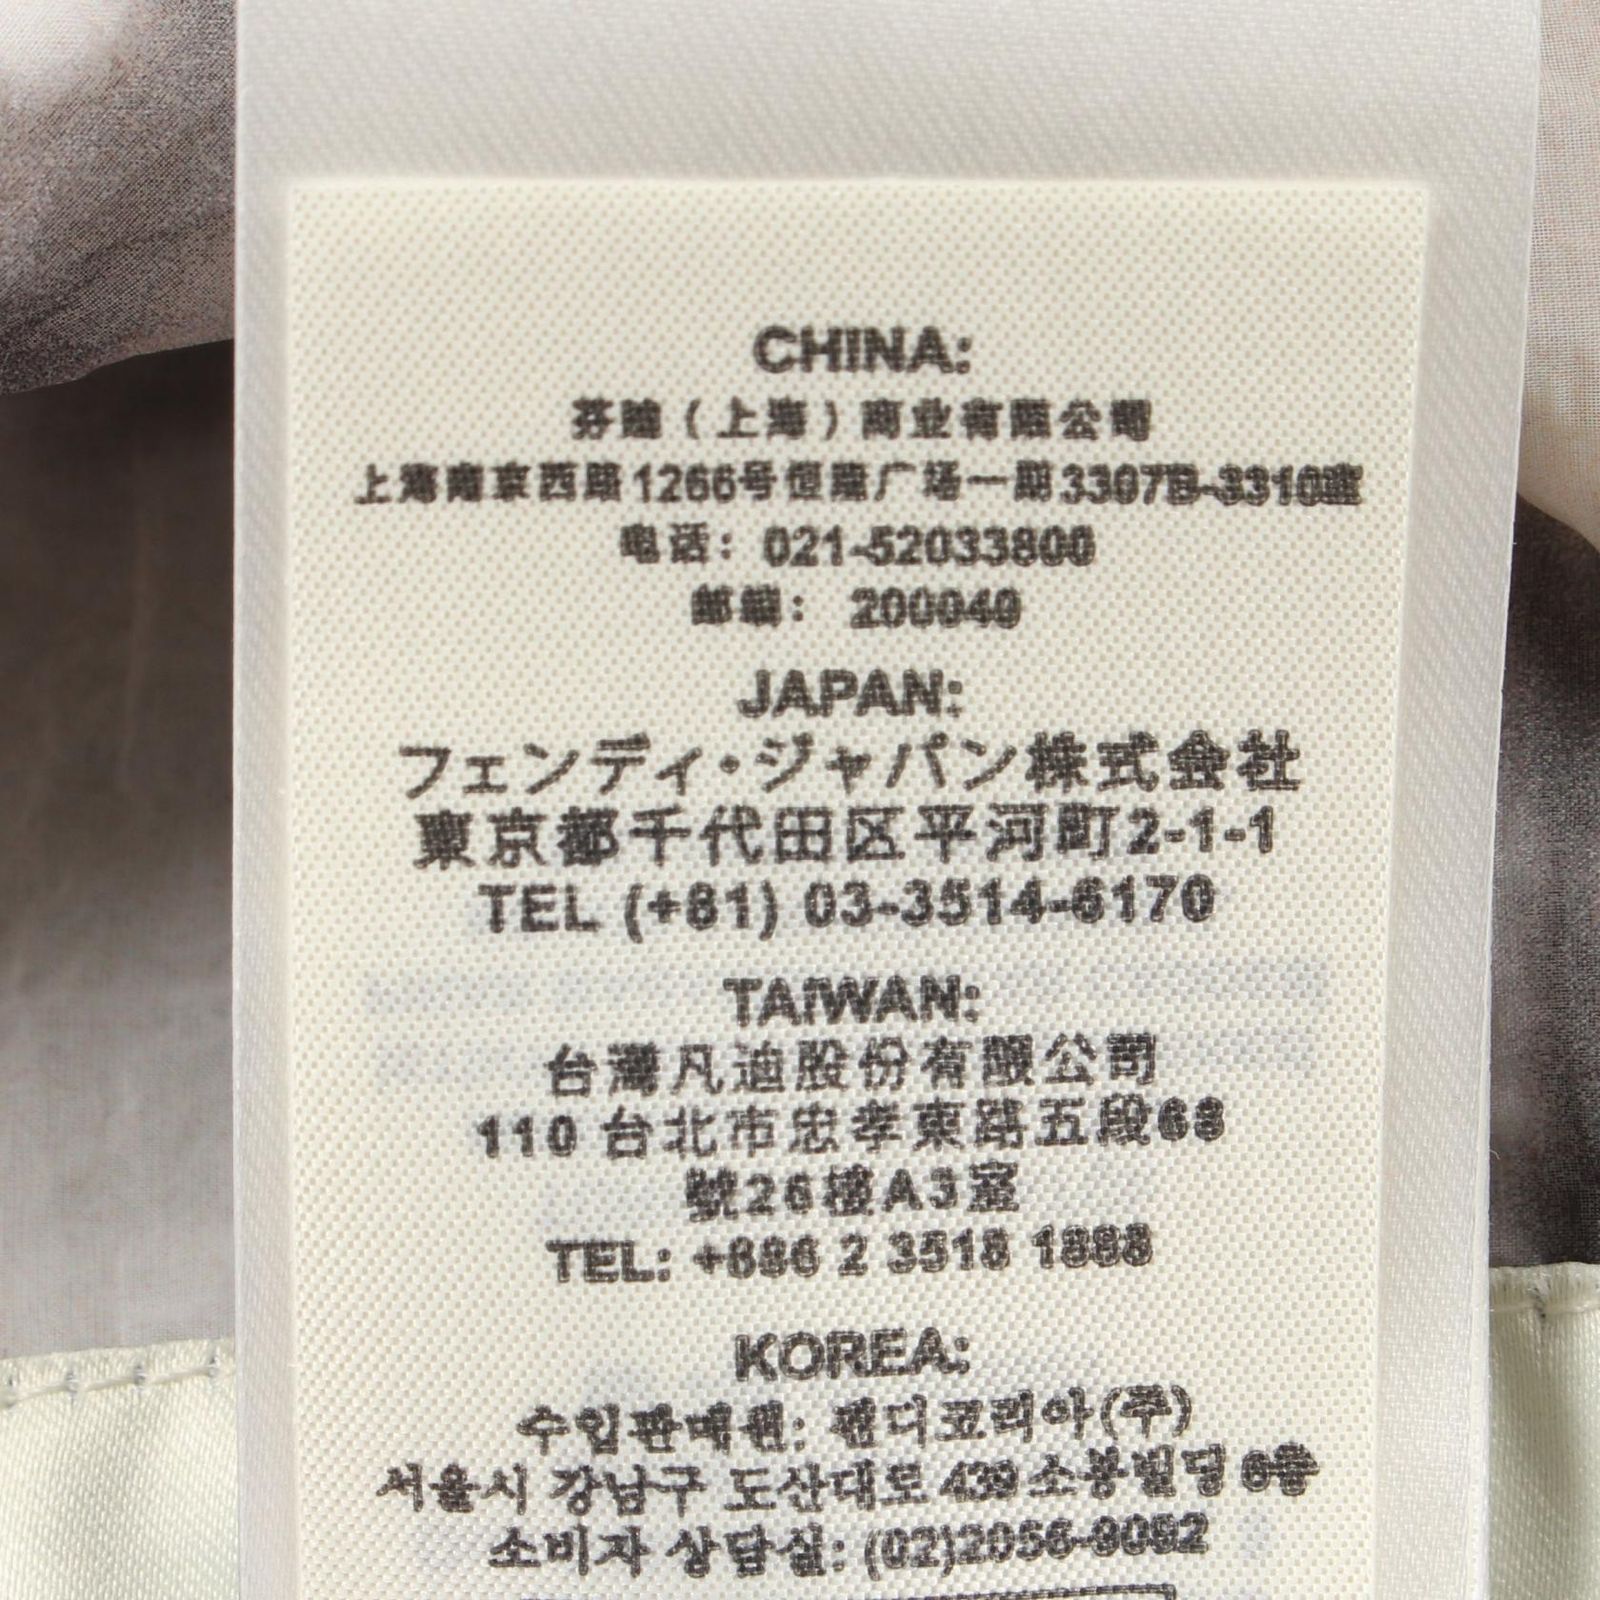 CHINA:
芬迪（上海）商业有限公司
上海南京西路1266号恒隆广场一期3307B-3310室
电话：021-52033800
邮编： 200040
JAPAN:
フェンディ・ジャパン株式会社
東京都千代田区平河町2-1-1
TEL (+81) 03-3514-6170
TAIWAN:
台灣凡迪股份有限公司
110 台北市忠孝東路五段68
號26樓A3室
TEL: +886 2 3518 1888
KOREA:
수입판매원: 펜디코리아(주)
서울시 강남구 도산대로 439 소봉빌딩 6층
소비자 상담실: (02)2056-9092